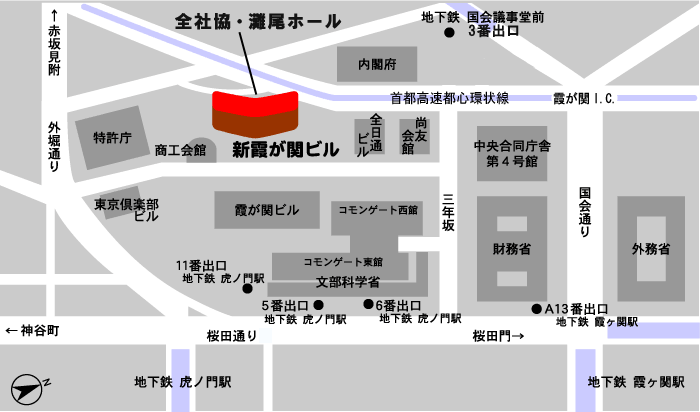 ←赤坂見附
全社協・灘尾ホール
地下鉄 国会議事堂前
3番出口
内閣府
首都高速都心環状線
霞が関 I.C.
外堀通り
特許庁
商工会館
新霞が関ビル
全日通
ビル
尚友
会館
中央合同庁舎
第4号館
東京倶楽部
ビル
霞が関ビル
コモンゲート西館
三年坂
国会通り
財務省
外務省
コモンゲート東館
文部科学省
11番出口
地下鉄 虎ノ門駅
5番出口
地下鉄 虎ノ門駅
6番出口
地下鉄 虎ノ門駅
A13番出口
地下鉄 霞ヶ関駅
←神谷町
桜田通り
桜田門→
N
地下鉄 虎ノ門駅
地下鉄 霞ヶ関駅